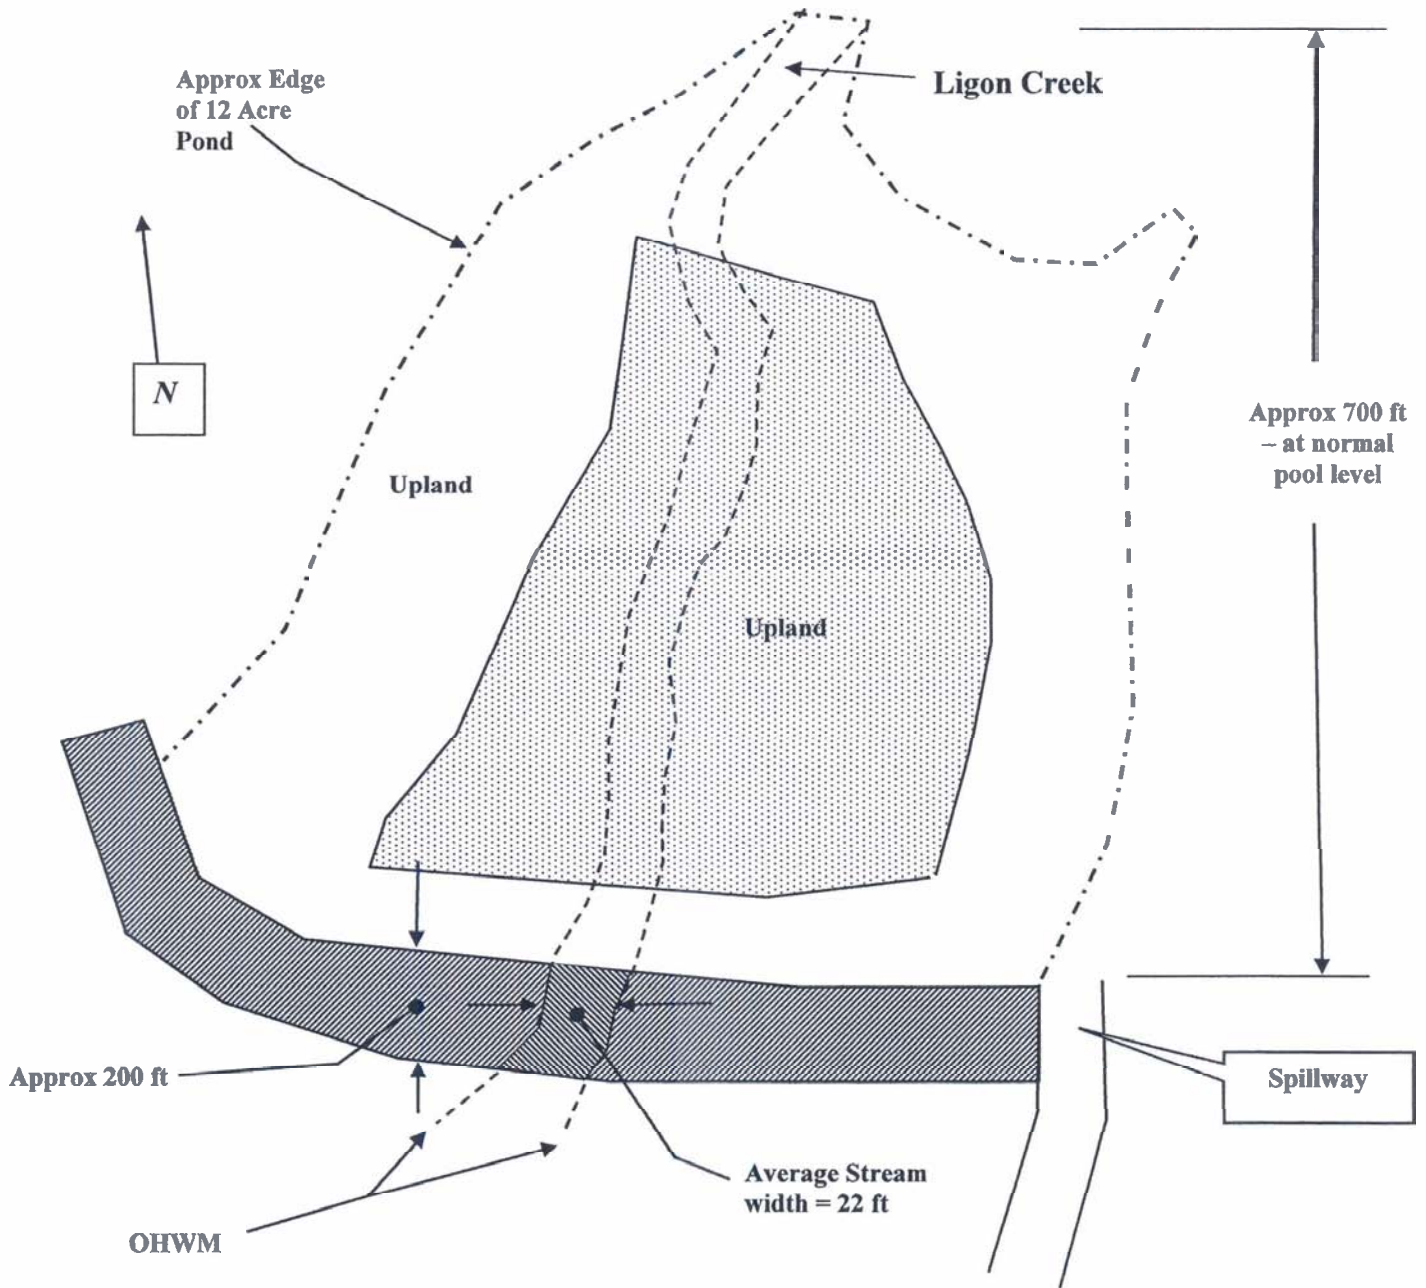 Approx Edge
of 12 Acre
Pond
Ligon Creek
N
Approx 700 ft
– at normal
pool level
Upland
Upland
Approx 200 ft
Spillway
Average Stream
width = 22 ft
OHWM